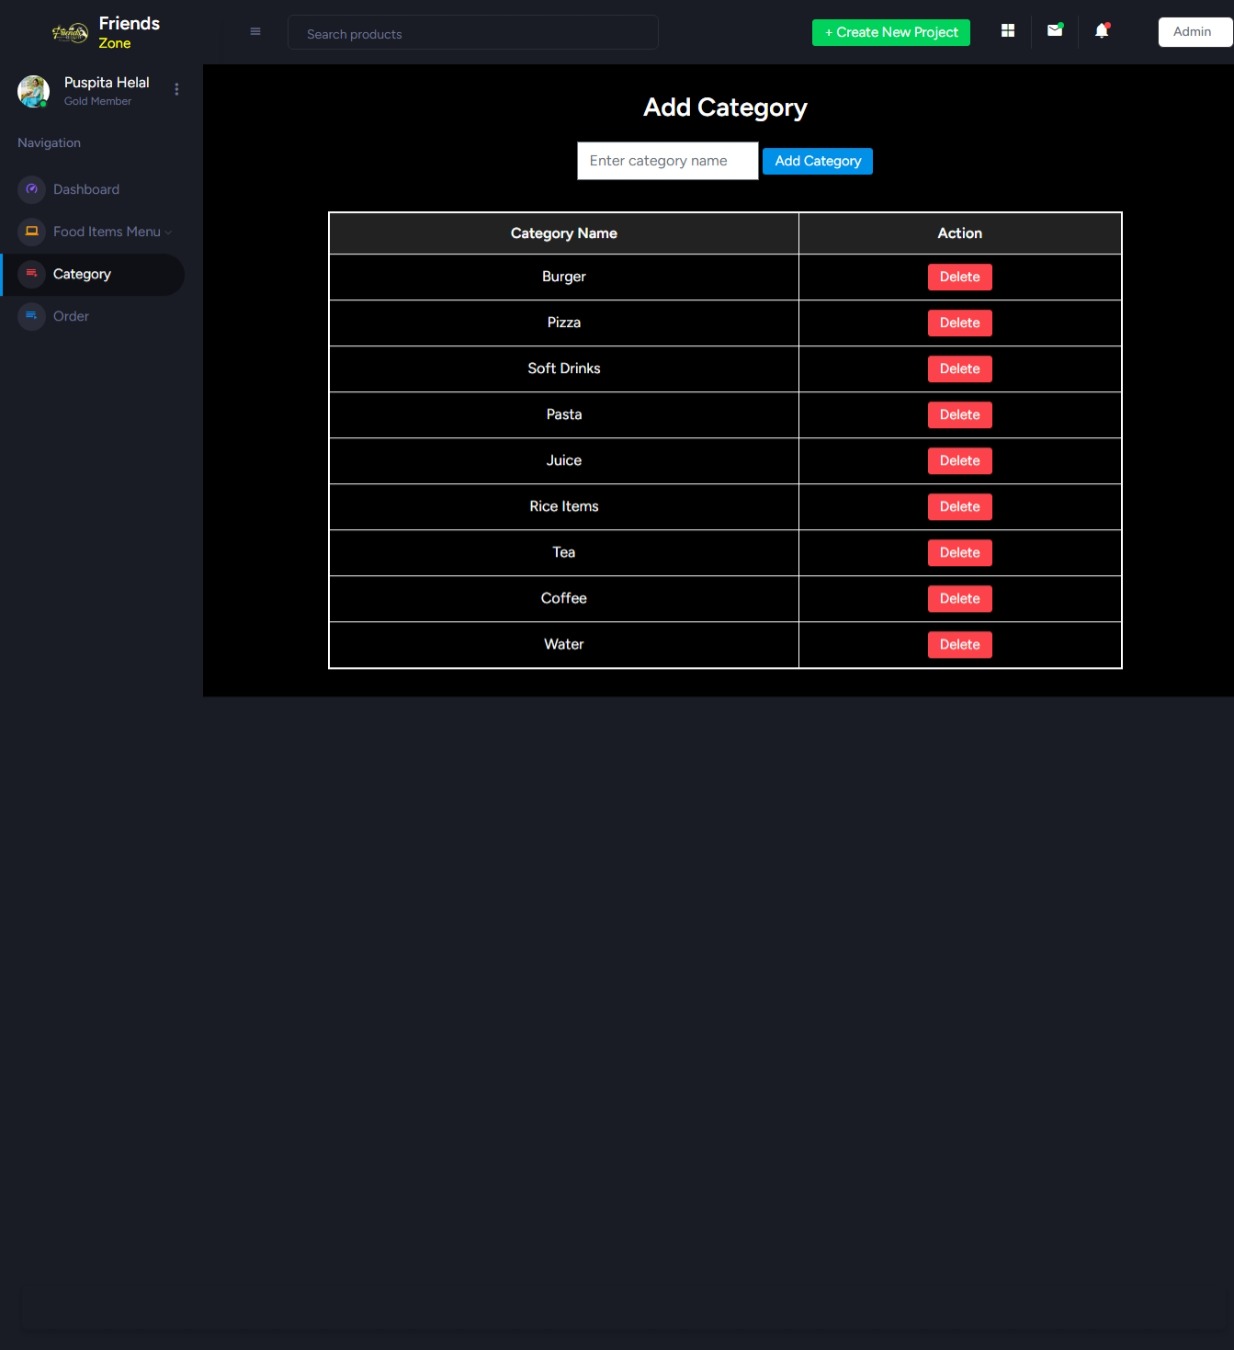 Friends
Zone
Search products
+ Create New Project
Admin
Puspita Helal
Gold Member
Navigation
Dashboard
Food Items Menu
Category
Order
Add Category
Enter category name
Add Category
Category Name Action
Burger Delete
Pizza Delete
Soft Drinks Delete
Pasta Delete
Juice Delete
Rice Items Delete
Tea Delete
Coffee Delete
Water Delete